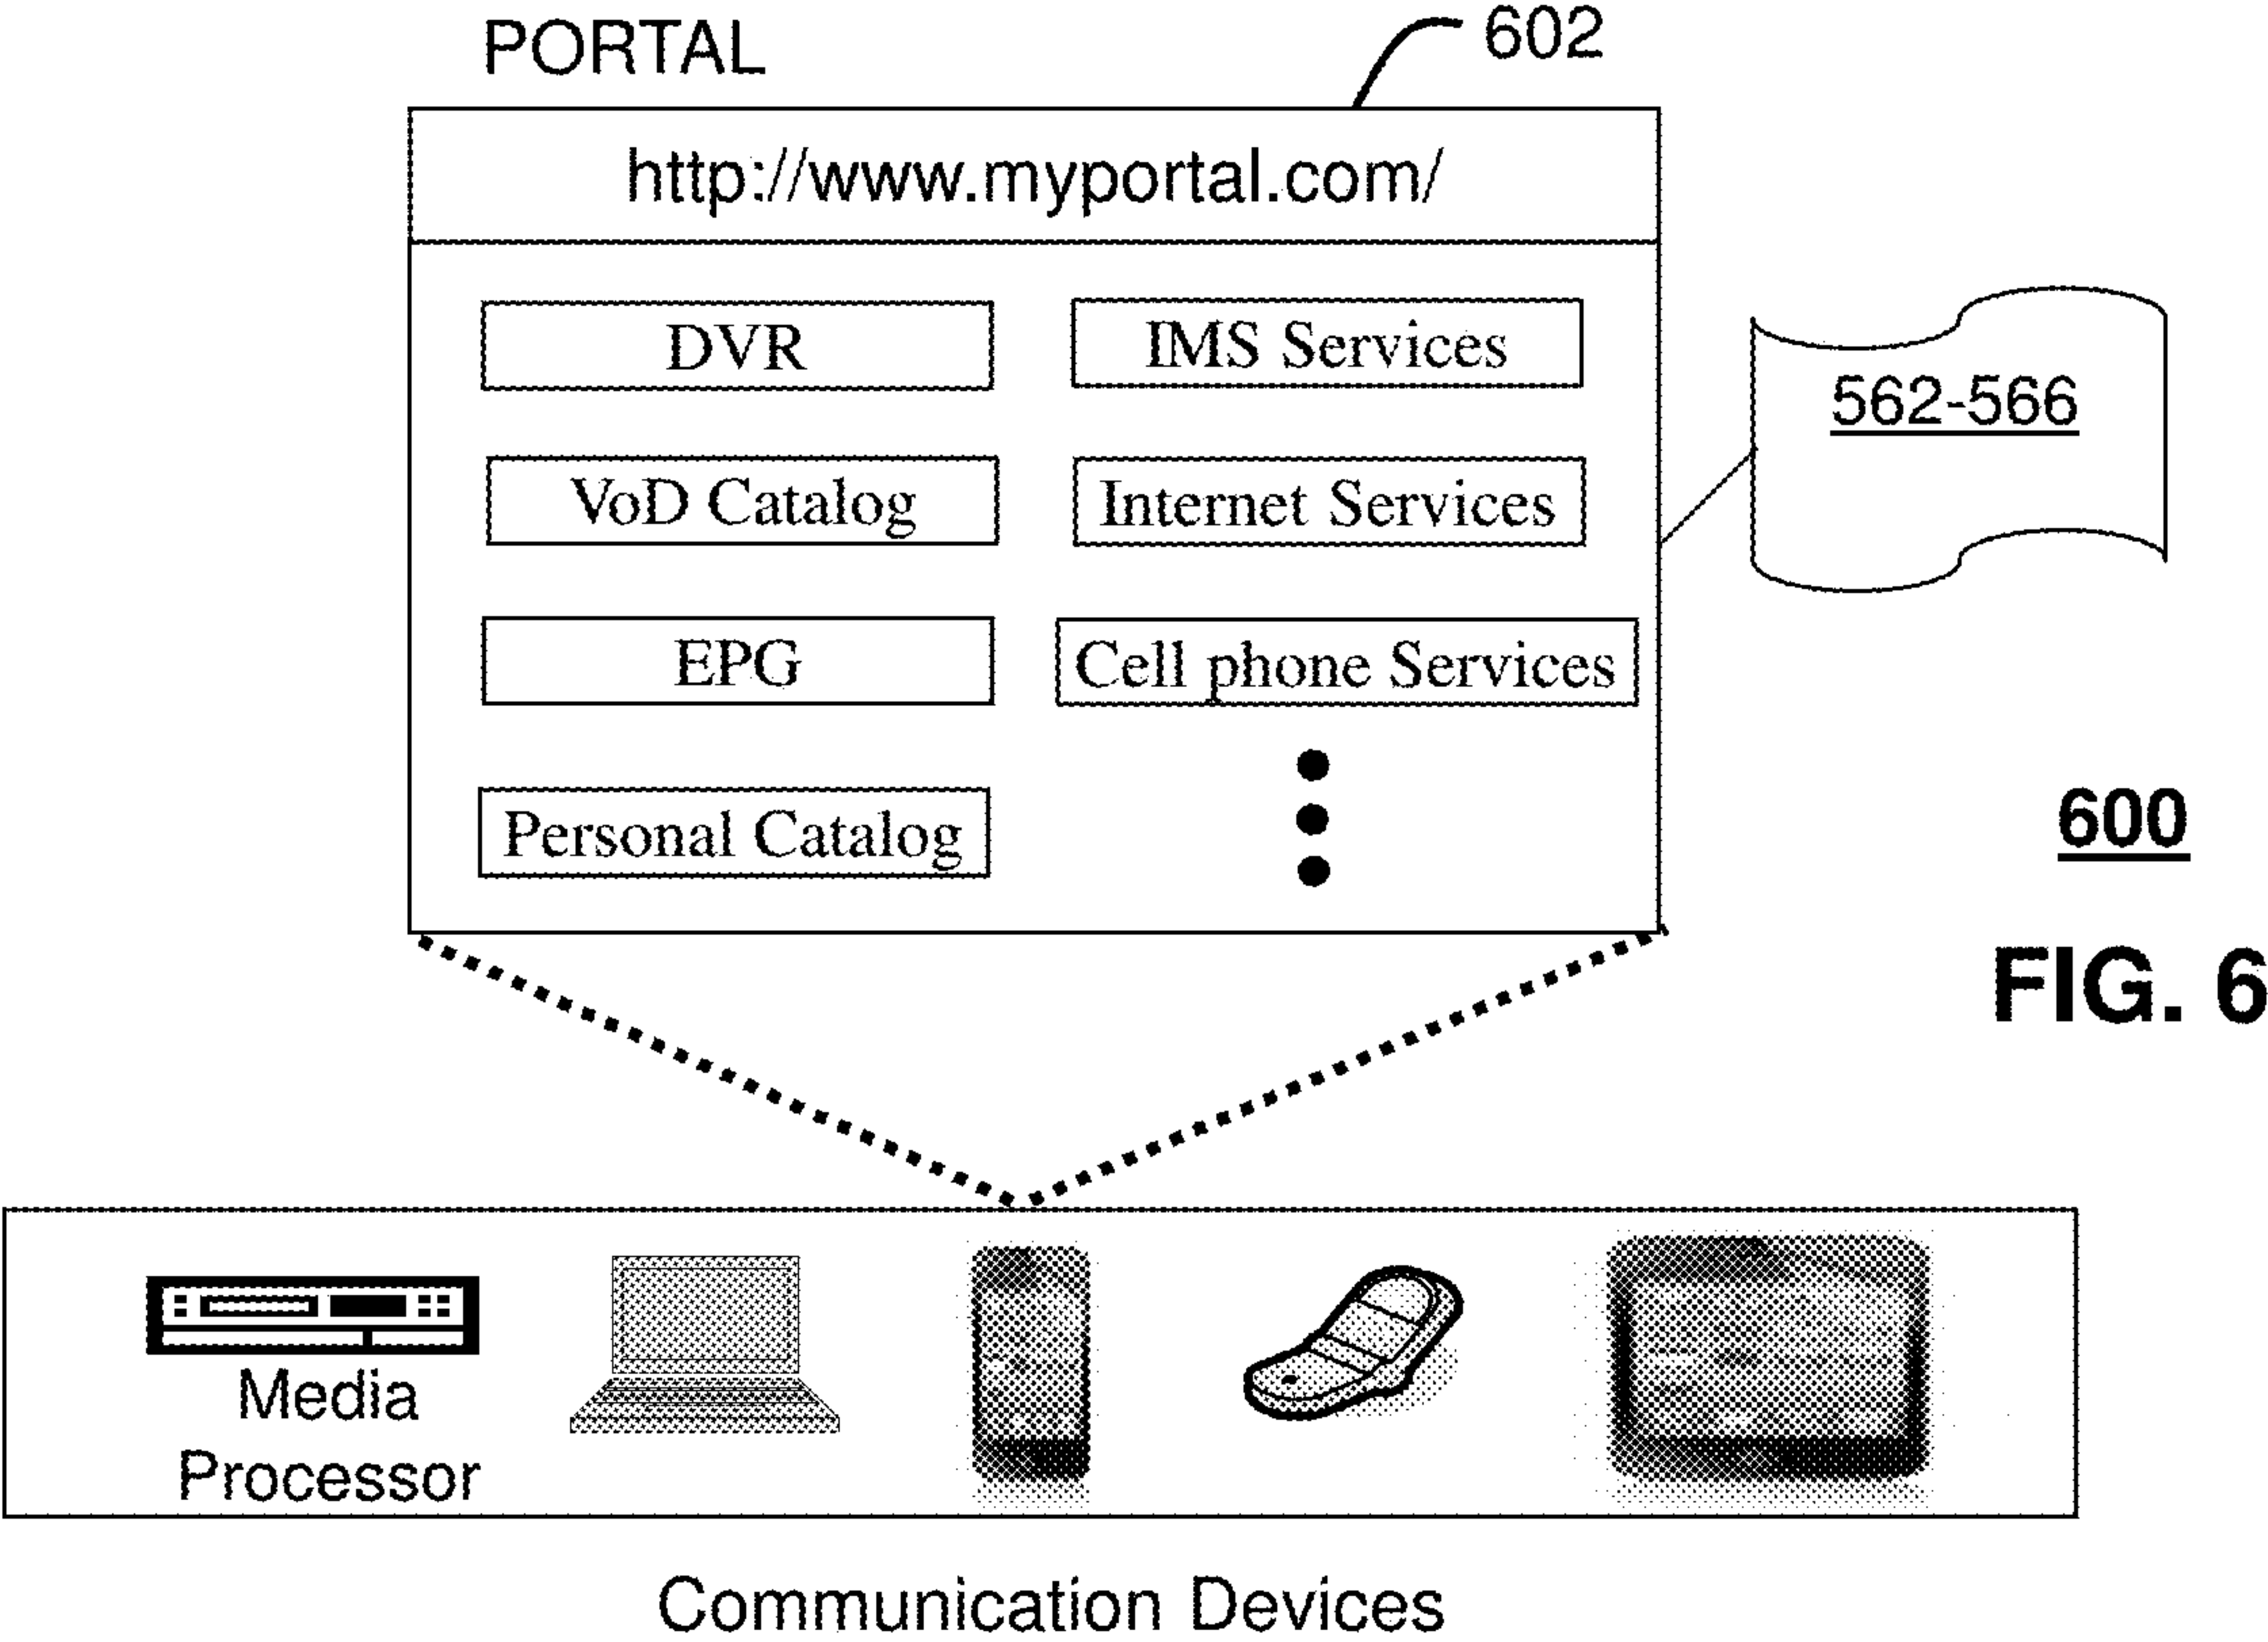 PORTAL
602
http://www.myportal.com/
DVR
IMS Services
VoD Catalog
Internet Services
562-566
EPG
Cell phone Services
Personal Catalog
600
FIG. 6
Media
Processor
Communication Devices